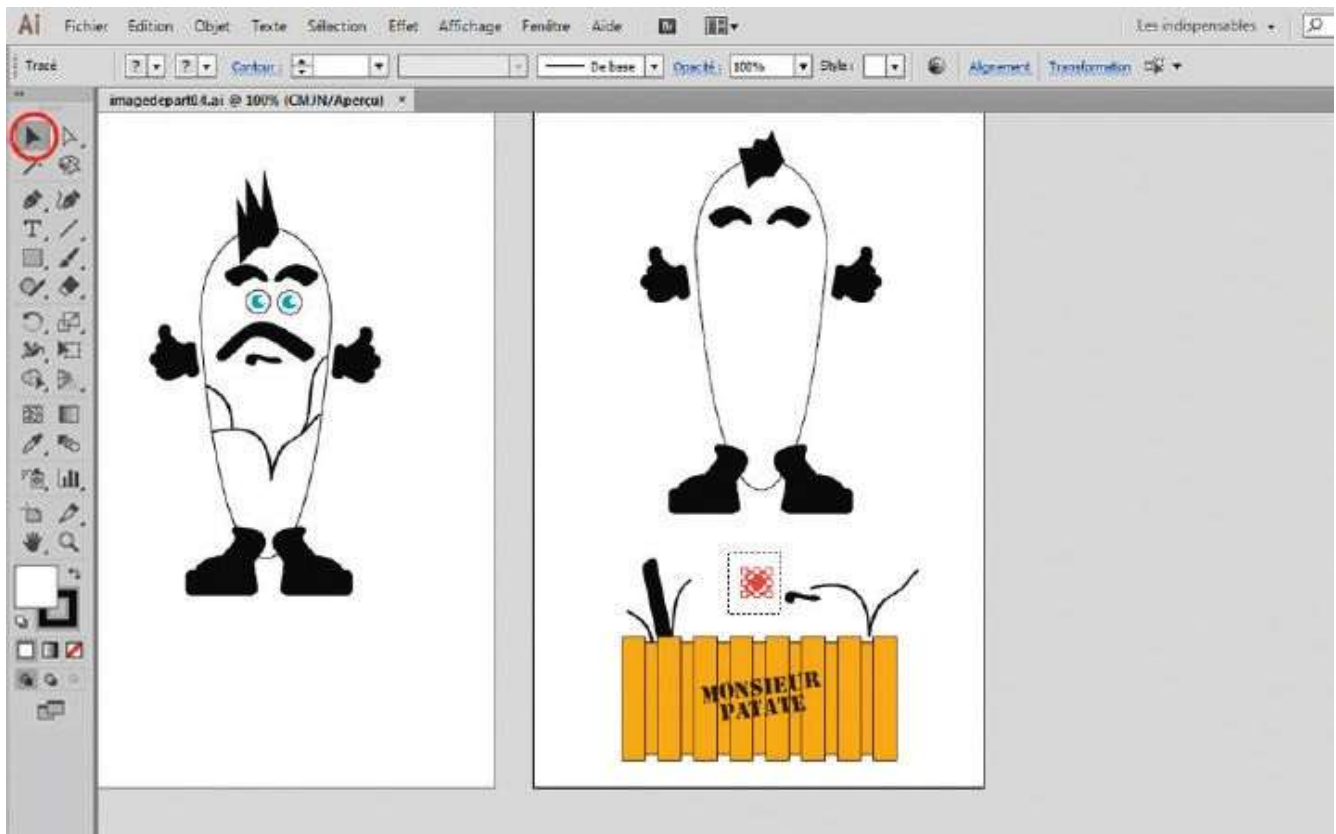 Ai Fichier Edition Objet Texte Sélection Effet Affichage Fenêtre Aide Br Les indispensables
Tracé ? ? Contour : De base Opacité : 100% Style : Alignement Transformation
imagedepart04.ai @ 100% (CMJN/Aperçu) ×
MONSIEUR
PATATE